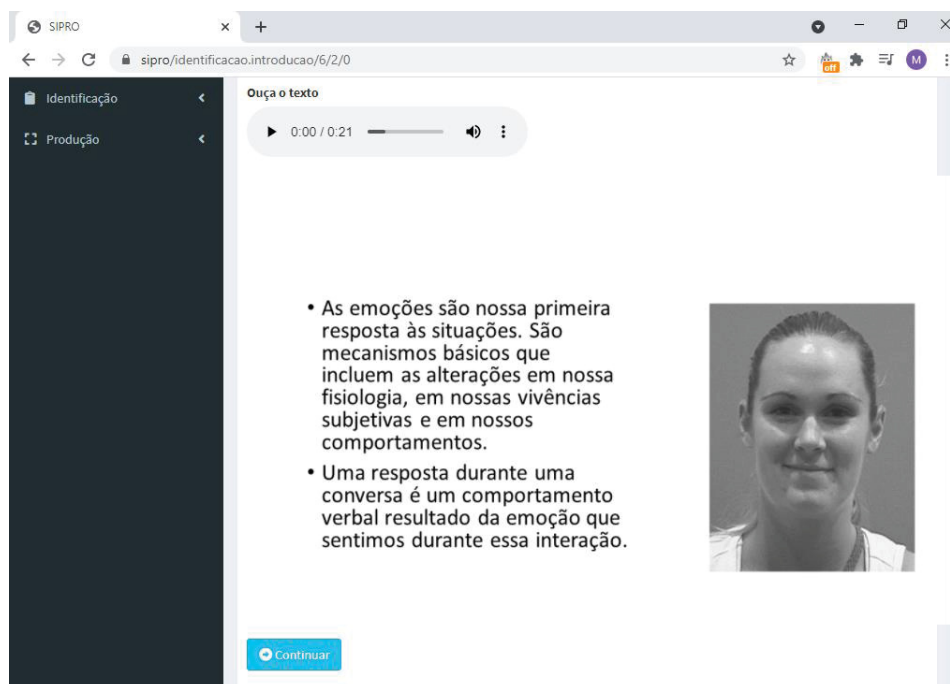 SIPRO
sipro/identificacao.introducao/6/2/0
off
M
Identificação
Produção
Ouça o texto
0:00 / 0:21
• As emoções são nossa primeira
resposta às situações. São
mecanismos básicos que
incluem as alterações em nossa
fisiologia, em nossas vivências
subjetivas e em nossos
comportamentos.
• Uma resposta durante uma
conversa é um comportamento
verbal resultado da emoção que
sentimos durante essa interação.
Continuar